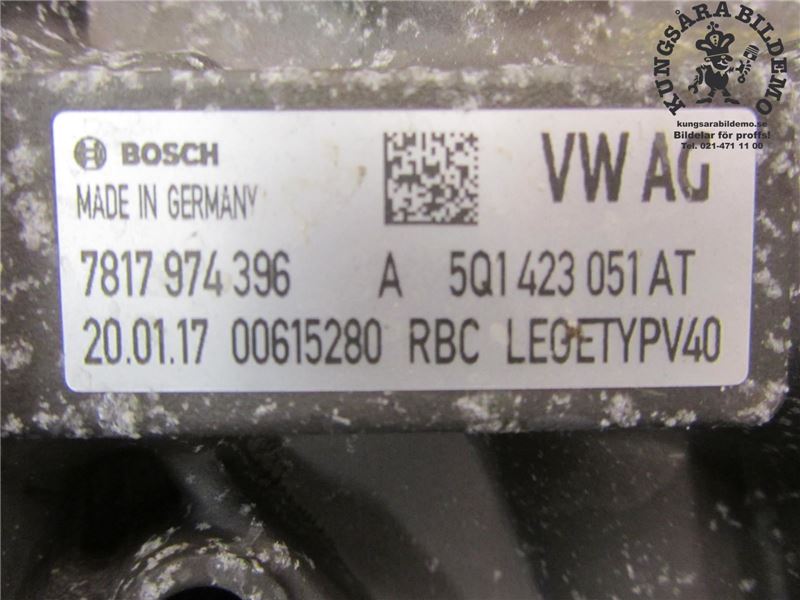 KUNGSÅRA BILDEMO
kungsarabildemo.se
Bildelar för proffs!
Tel. 021-471 11 00
BOSCH
VW AG
MADE IN GERMANY
7817 974 396 A 5Q1 423 051 AT
20.01.17 00615280 RBC LEGETYPV40